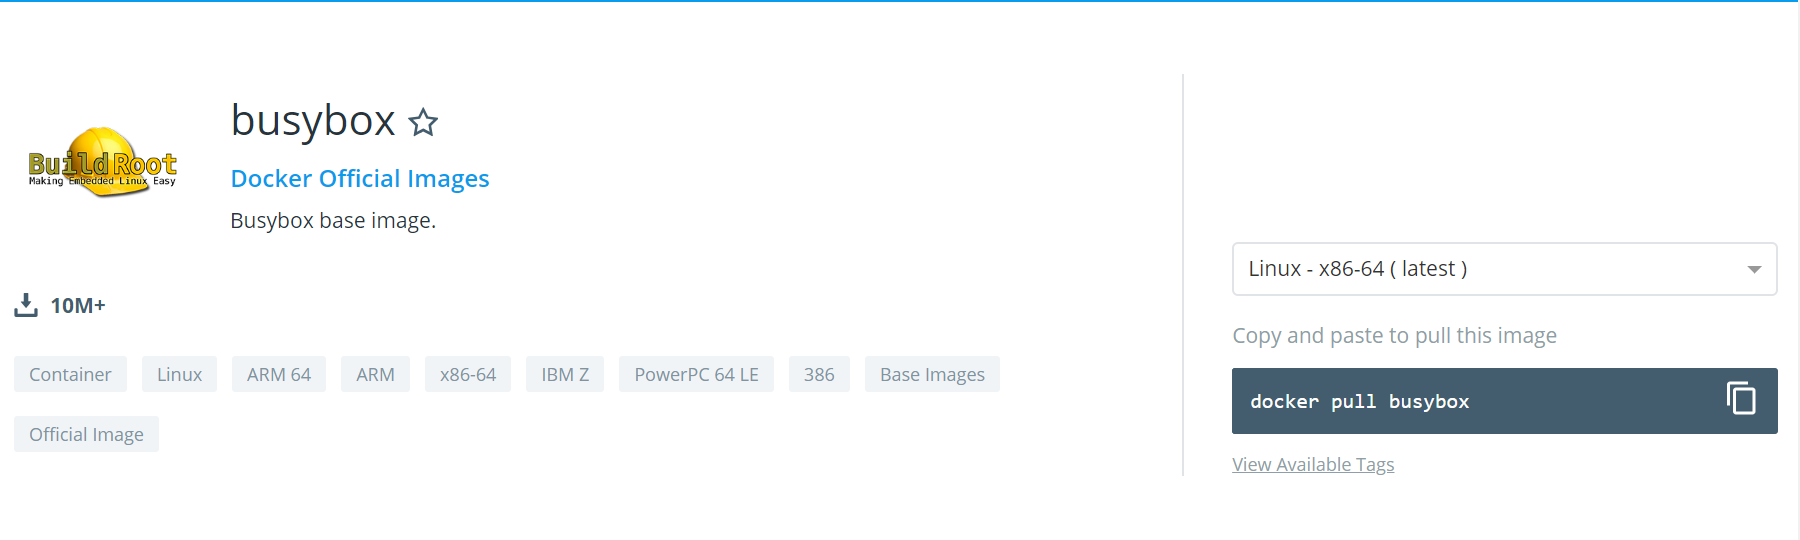 BuildRoot
Making Embedded Linux Easy
busybox
Docker Official Images
Busybox base image.
10M+
Container Linux ARM 64 ARM x86-64 IBM Z PowerPC 64 LE 386 Base Images
Official Image
Linux - x86-64 ( latest )
Copy and paste to pull this image
docker pull busybox
View Available Tags